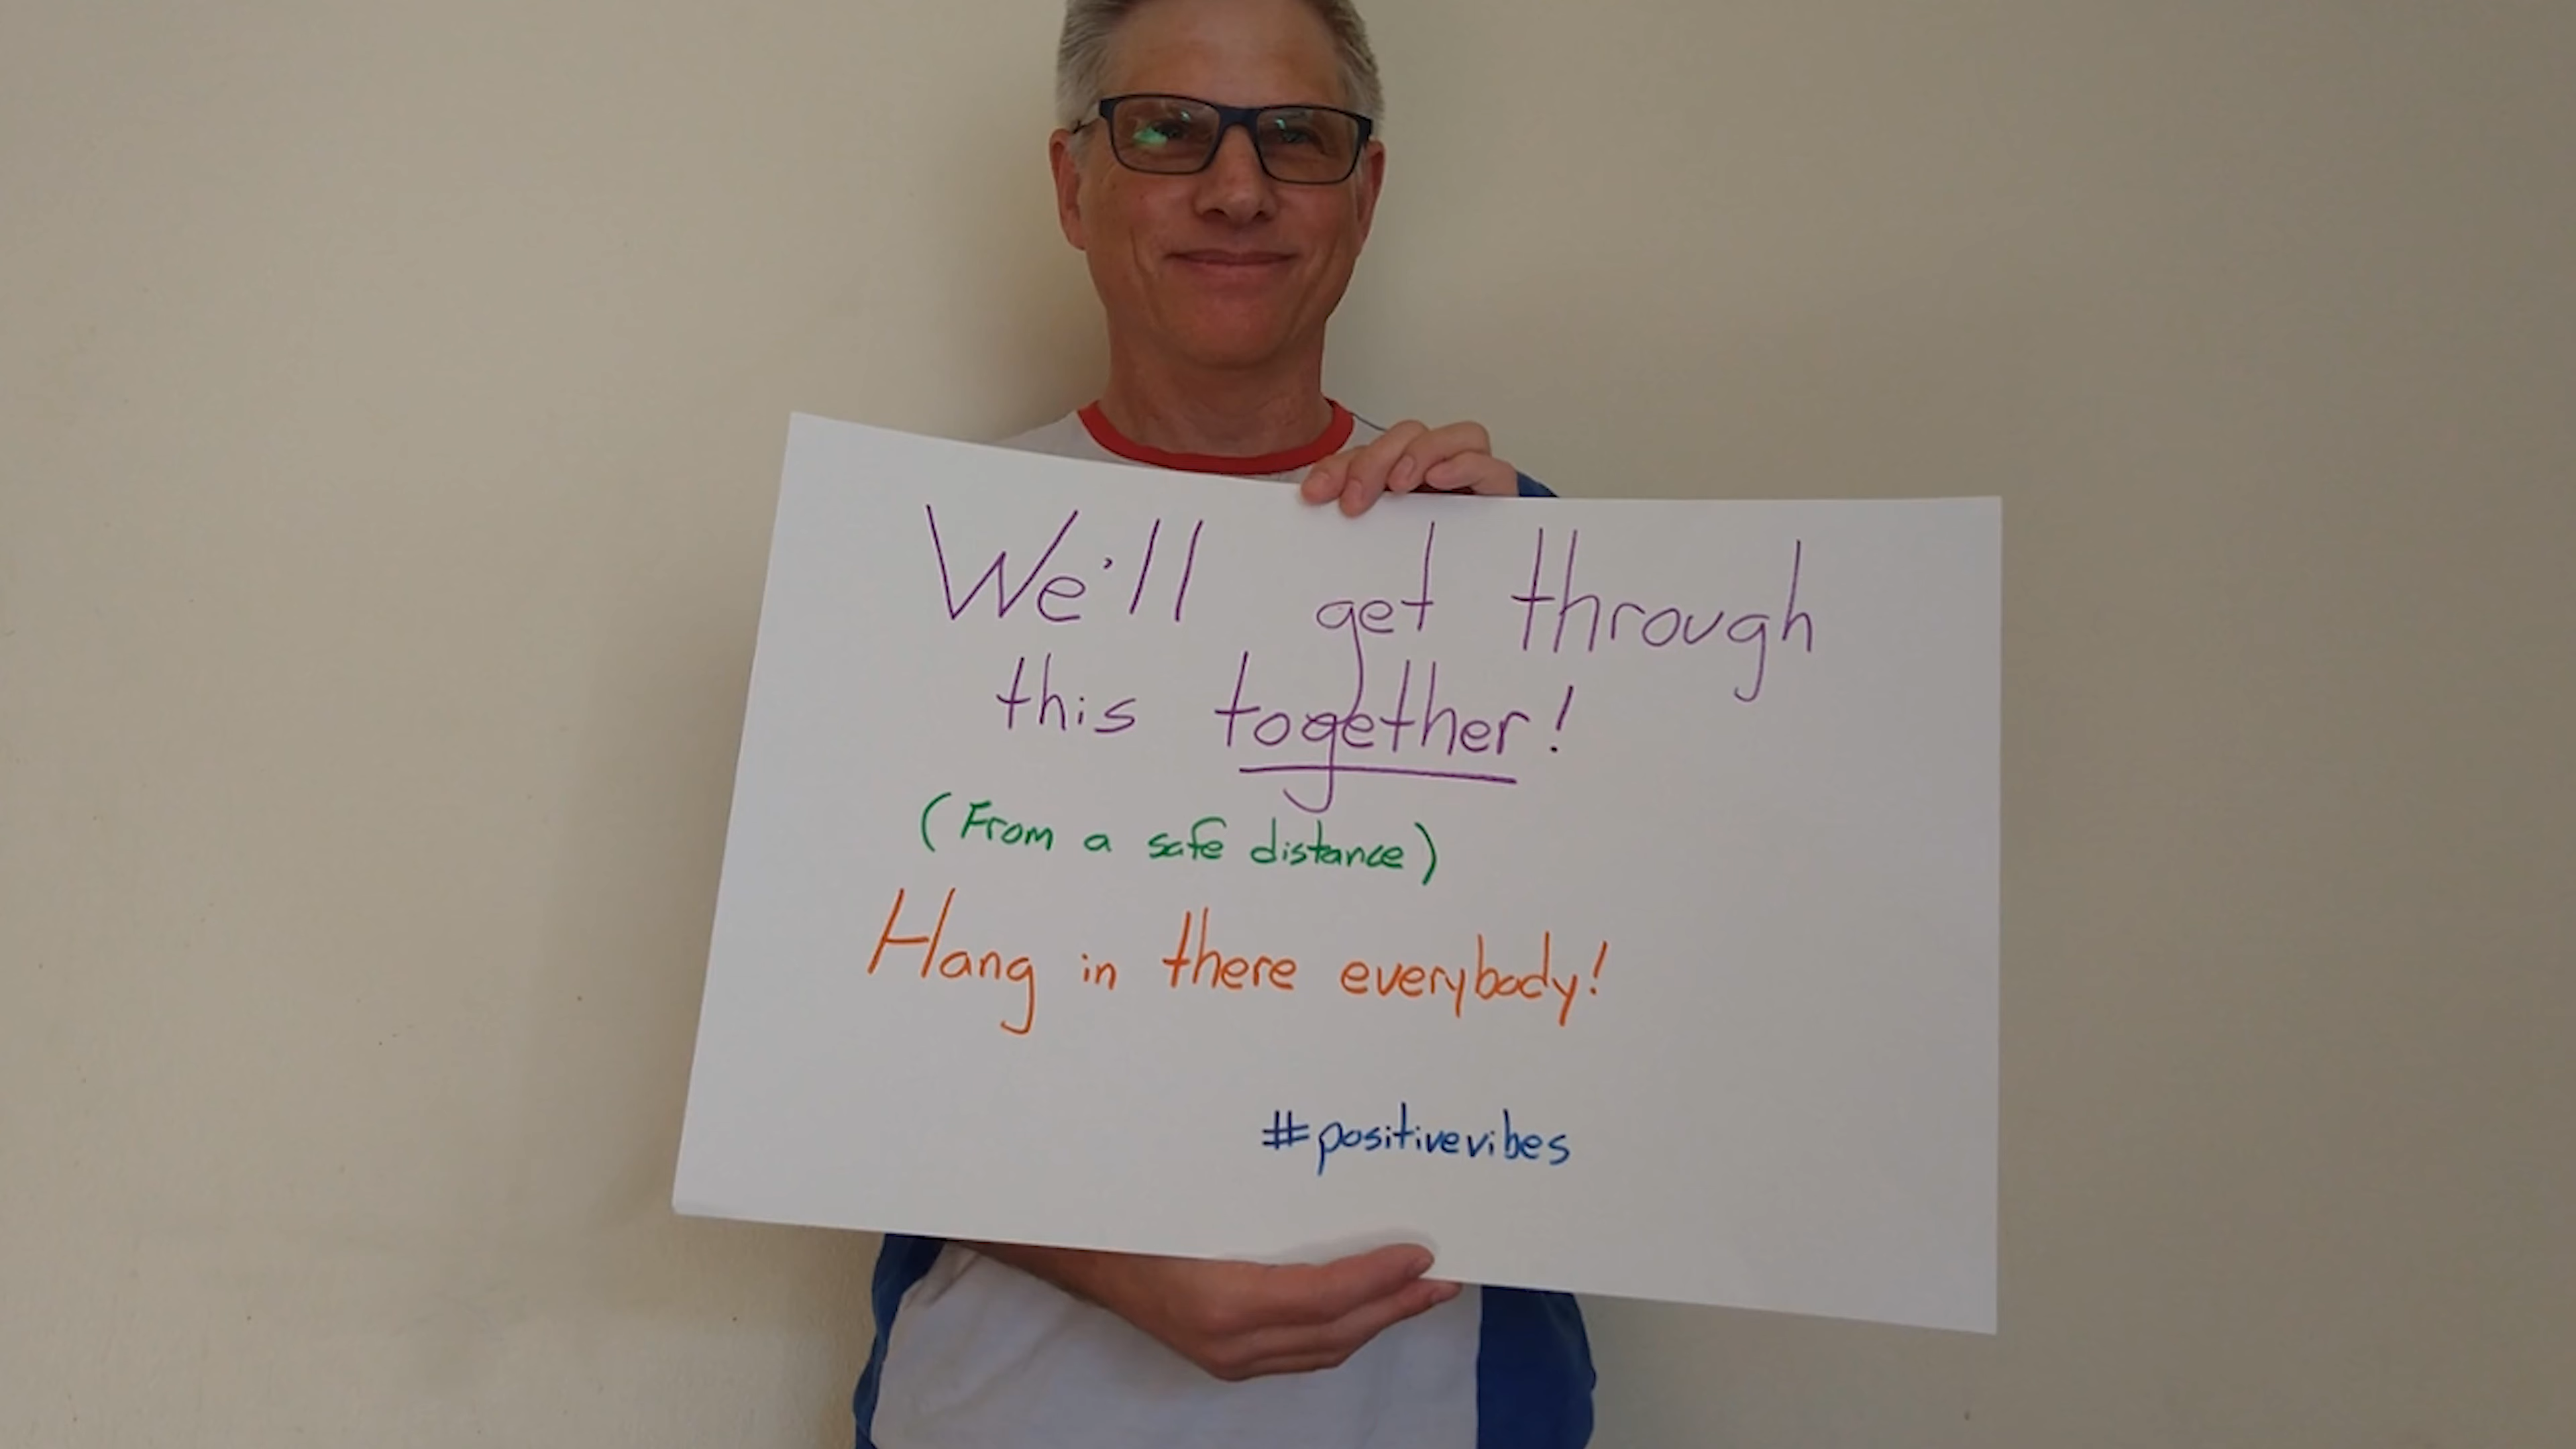 We'll get through
this together!
(From a safe distance)
Hang in there everybody!
#positivevibes